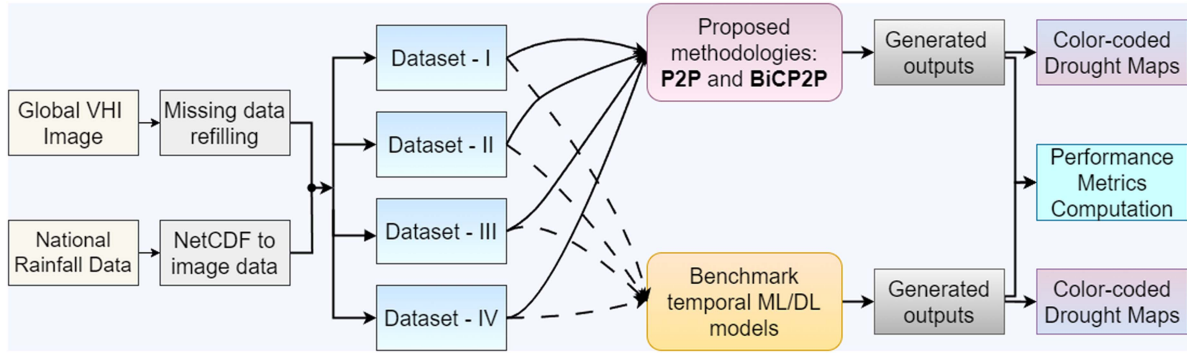 Global VHI
Image
Missing data
refilling
National
Rainfall Data
NetCDF to
image data
Dataset - I
Dataset - II
Dataset - III
Dataset - IV
Proposed
methodologies:
P2P and BiCP2P
Benchmark
temporal ML/DL
models
Generated
outputs
Color-coded
Drought Maps
Performance
Metrics
Computation
Generated
outputs
Color-coded
Drought Maps